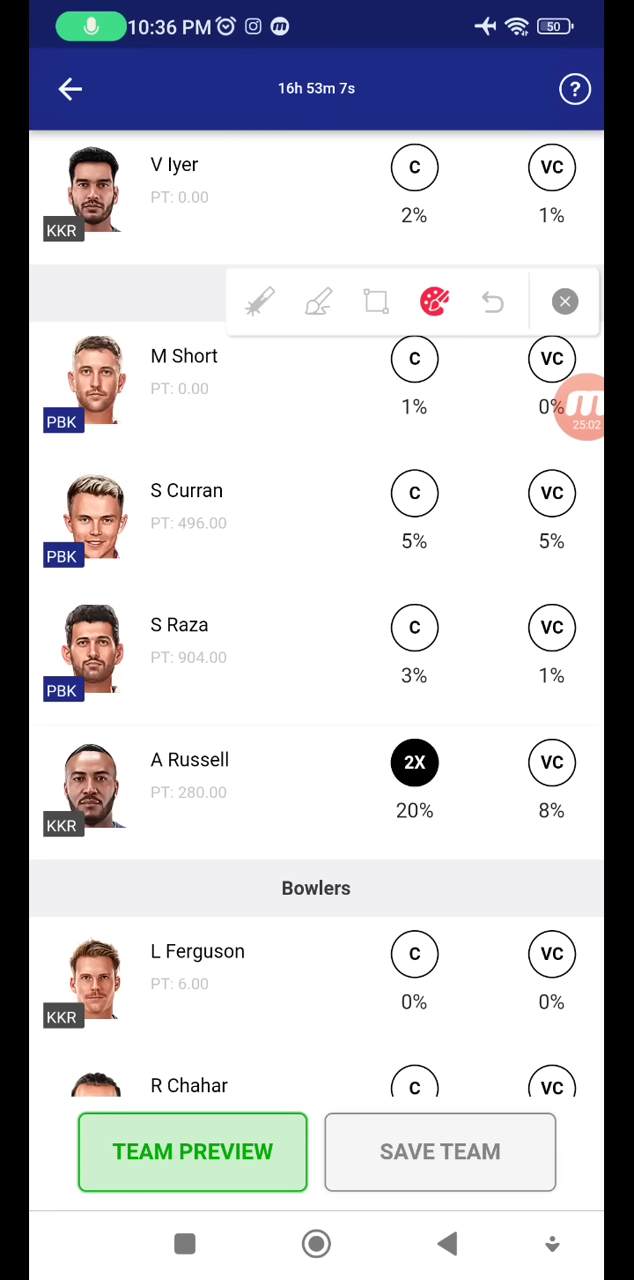 10:36 PM
50
16h 53m 7s
?
V Iyer
C
VC
PT: 0.00
KKR
2%
1%
M Short
C
VC
PT: 0.00
PBK
1%
0%
m
25:02
S Curran
C
VC
PT: 496.00
PBK
5%
5%
S Raza
C
VC
PT: 904.00
PBK
3%
1%
A Russell
2X
VC
PT: 280.00
KKR
20%
8%
Bowlers
L Ferguson
C
VC
PT: 6.00
KKR
0%
0%
R Chahar
C
VC
TEAM PREVIEW
SAVE TEAM